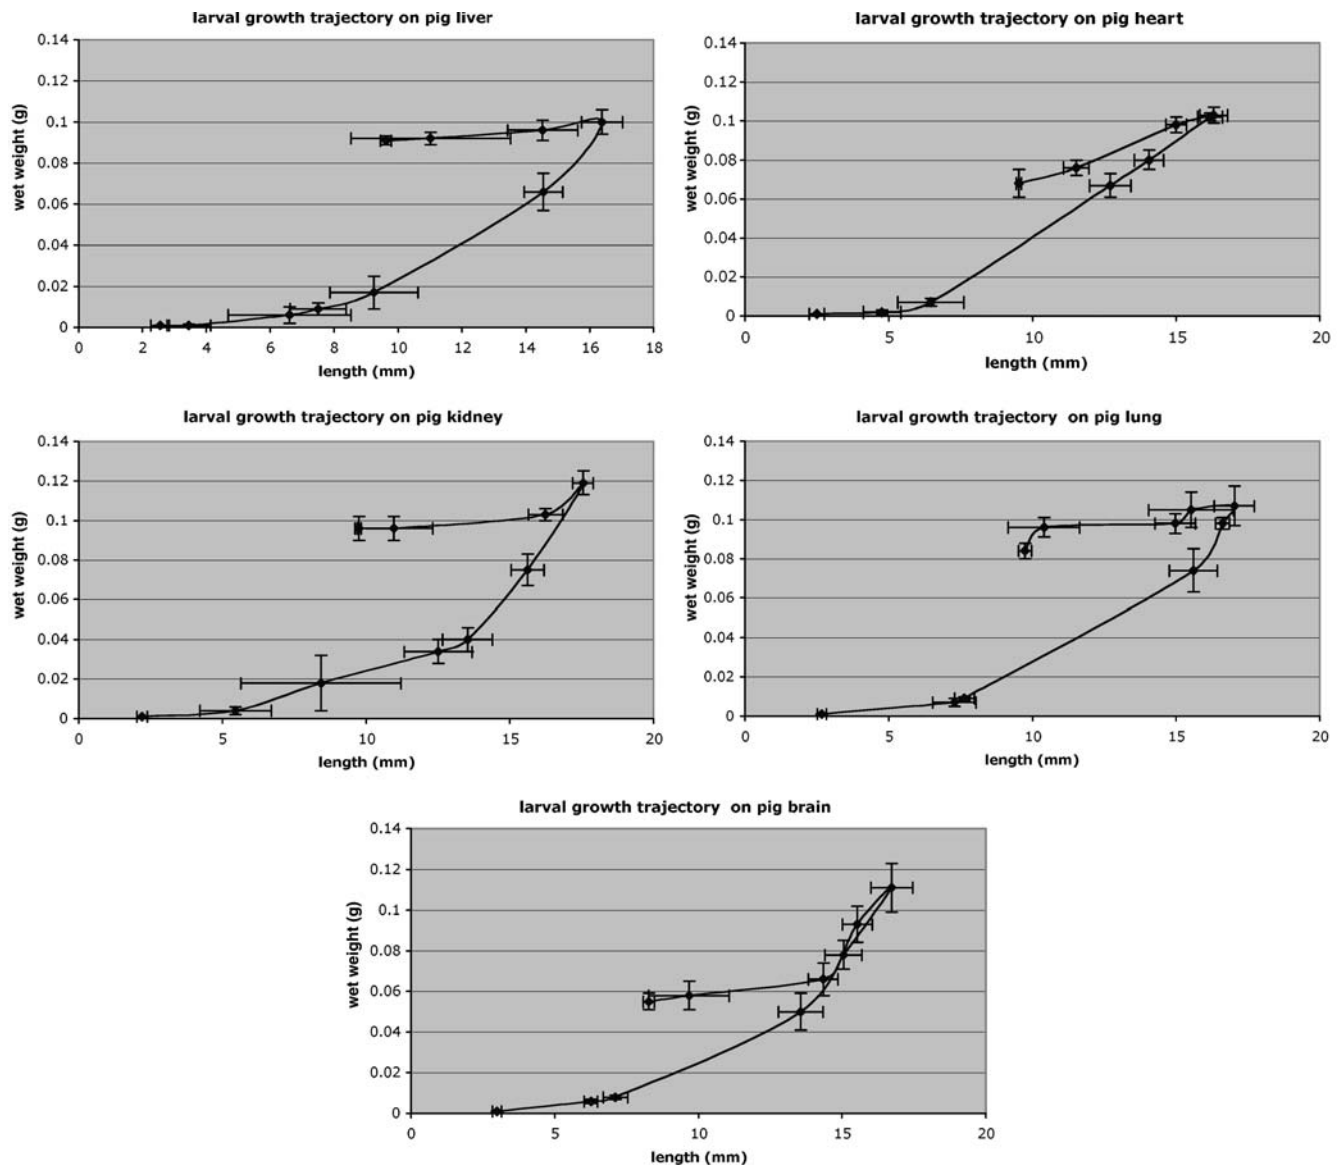 larval growth trajectory on pig liver
0.14
0.12
0.1
0.08
0.06
0.04
0.02
0
wet weight (g)
0 2 4 6 8 10 12 14 16 18
length (mm)
larval growth trajectory on pig heart
0.14
0.12
0.1
0.08
0.06
0.04
0.02
0
wet weight (g)
0 5 10 15 20
length (mm)
larval growth trajectory on pig kidney
0.14
0.12
0.1
0.08
0.06
0.04
0.02
0
wet weight (g)
0 5 10 15 20
length (mm)
larval growth trajectory on pig lung
0.14
0.12
0.1
0.08
0.06
0.04
0.02
0
wet weight (g)
0 5 10 15 20
length (mm)
larval growth trajectory on pig brain
0.14
0.12
0.1
0.08
0.06
0.04
0.02
0
wet weight (g)
0 5 10 15 20
length (mm)